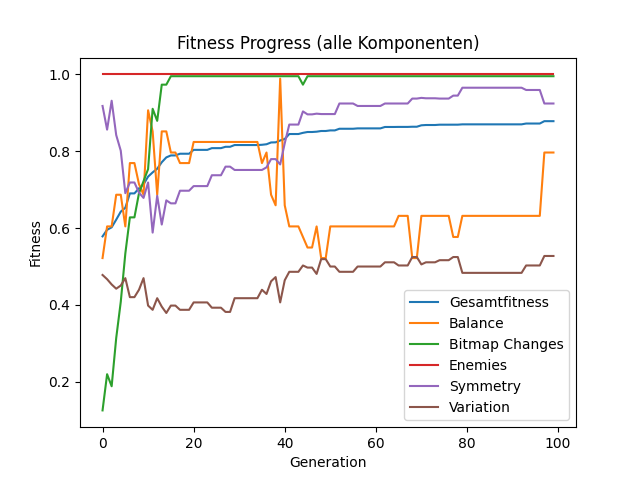 Fitness Progress (alle Komponenten)
1.0
0.8
0.6
0.4
0.2
Fitness
0
20
40
60
80
100
Generation
Gesamtfitness
Balance
Bitmap Changes
Enemies
Symmetry
Variation